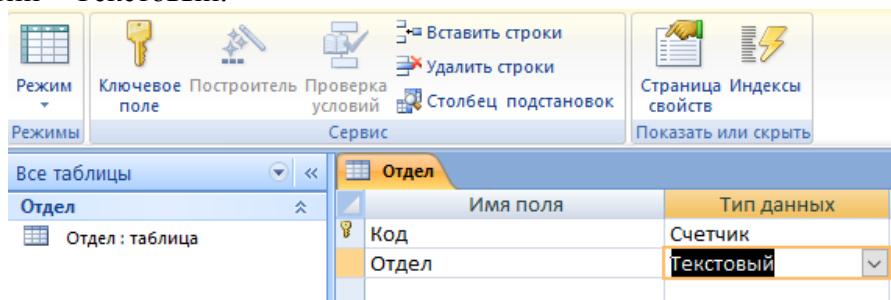 Текстовый.
Вставить строки
Удалить строки
Столбец подстановок
Режим
Ключевое поле
Построитель
Проверка условий
Страница свойств
Индексы
Режимы
Сервис
Показать или скрыть
Все таблицы
Отдел
Отдел : таблица
Отдел
Имя поля Тип данных
Код Счетчик
Отдел Текстовый